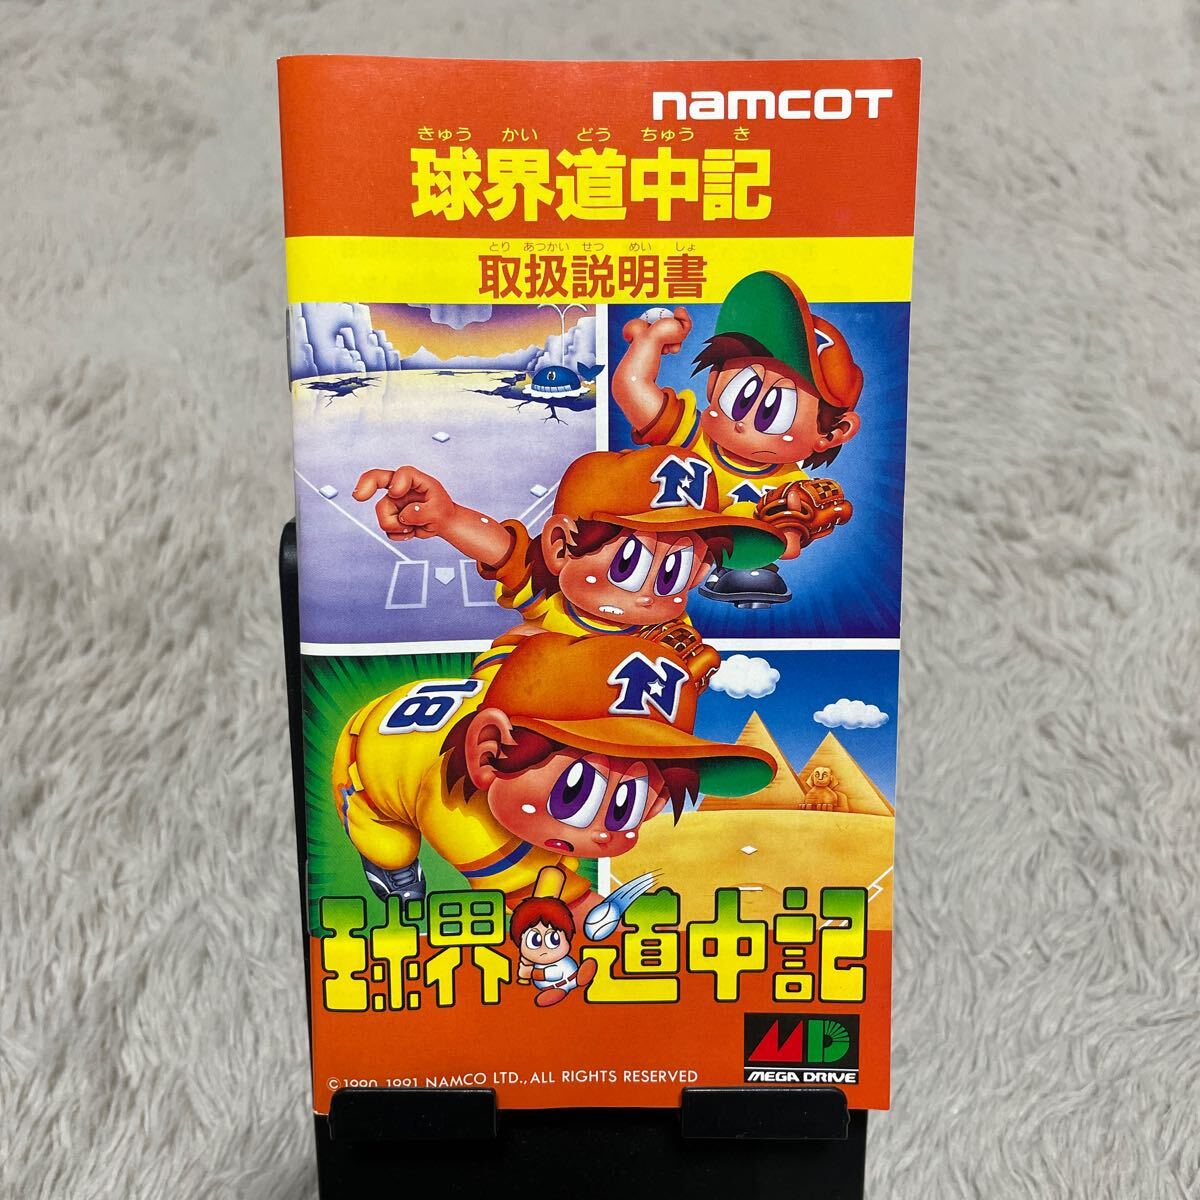 namcoT
きゅう かい どう ちゅう き
球界道中記
とり あつかい せつ めい しょ
取扱説明書
N
N
18
球界道中記
MD
MEGA DRIVE
©1990 1991 NAMCO LTD., ALL RIGHTS RESERVED